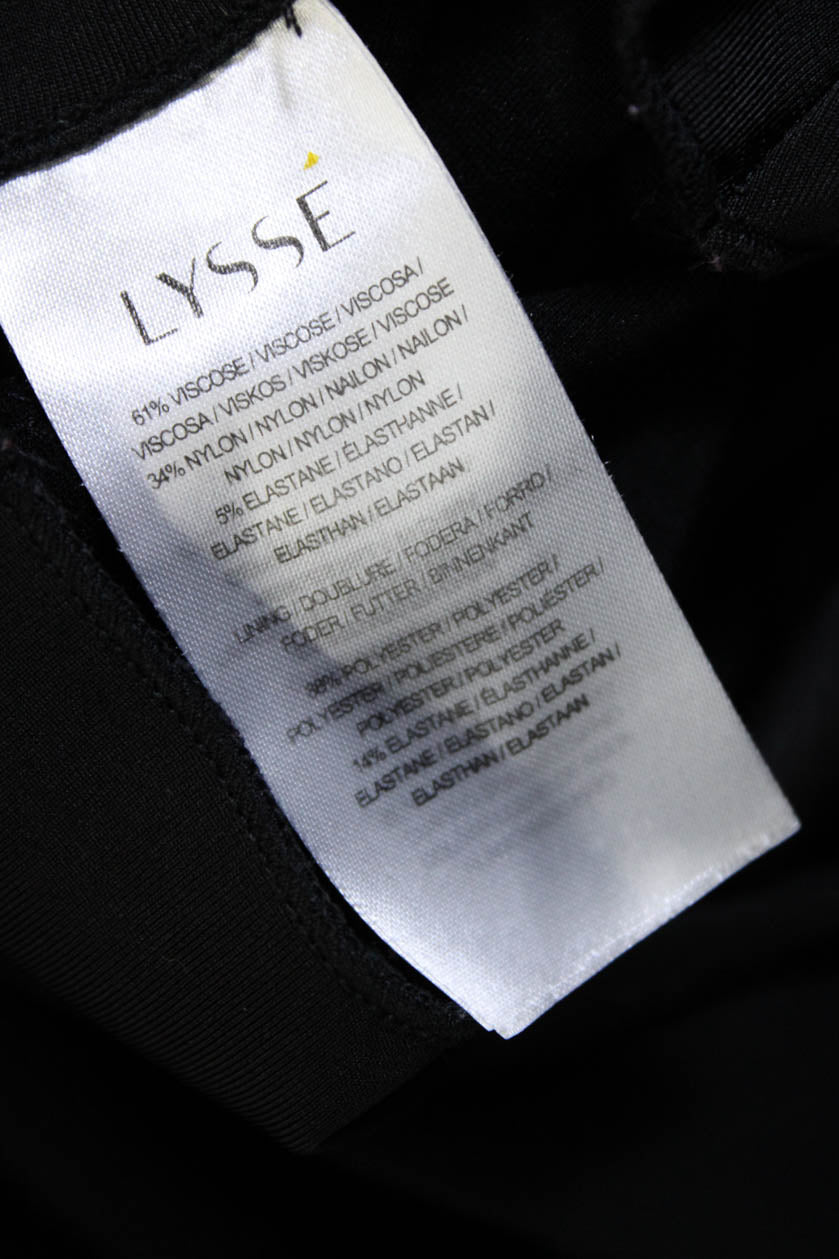 LYSSÉ
61% VISCOSE / VISCOSE / VISCOSA /
VISCOSA / VISKOS / VISKOSE / VISCOSE
34% NYLON / NYLON / NAILON / NAILON /
NYLON / NYLON / NYLON
5% ELASTANE / ÉLASTHANNE /
ELASTANE / ELASTANO / ELASTAN /
ELASTHAN / ELASTAAN
LINING / DOUBLURE / FODERA / FORRO /
FODER / FUTTER / BINNENKANT
POLYESTER / POLYESTER /
POLYESTER / POLIESTERE / POLIÉSTER /
POLYESTER / POLYESTER
14% ELASTANE / ÉLASTHANNE /
ELASTANE / ELASTANO / ELASTAN /
ELASTHAN / ELASTAAN